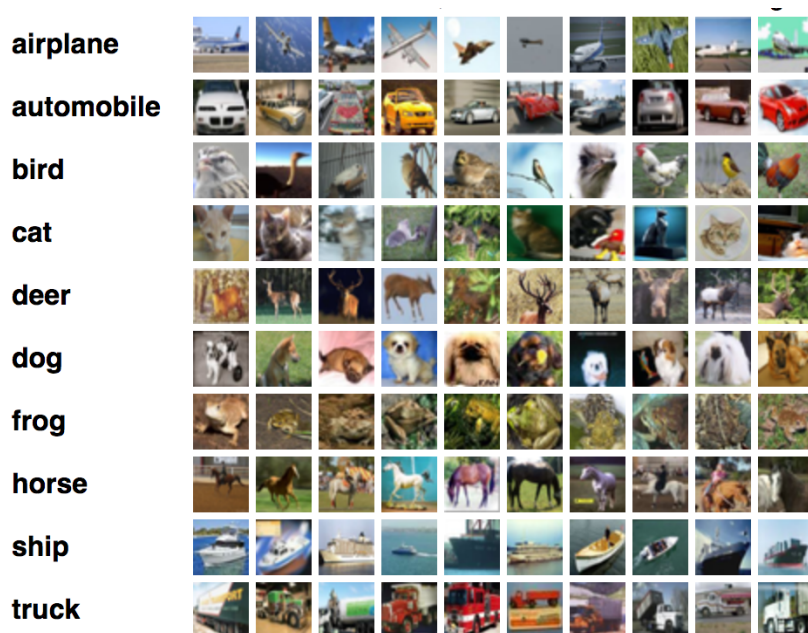 airplane
automobile
bird
cat
deer
dog
frog
horse
ship
truck